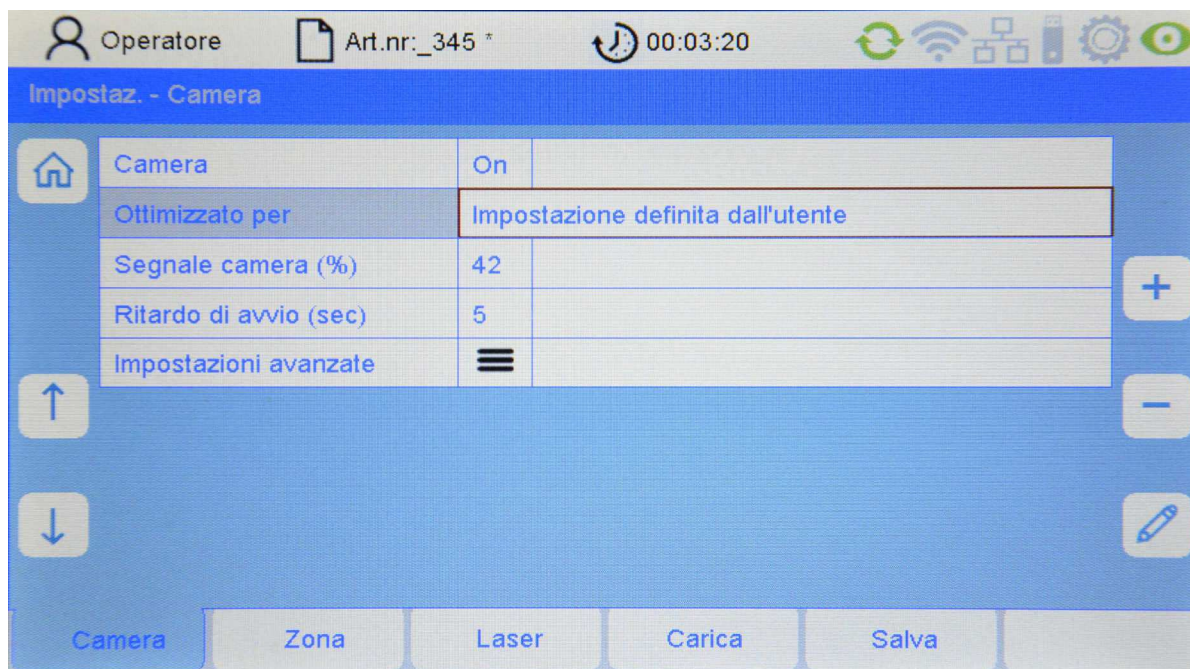 Operatore Art.nr:_345 * 00:03:20
Impostaz. - Camera
Camera On
Ottimizzato per Impostazione definita dall'utente
Segnale camera (%) 42
Ritardo di avvio (sec) 5
Impostazioni avanzate
+
-
Camera Zona Laser Carica Salva